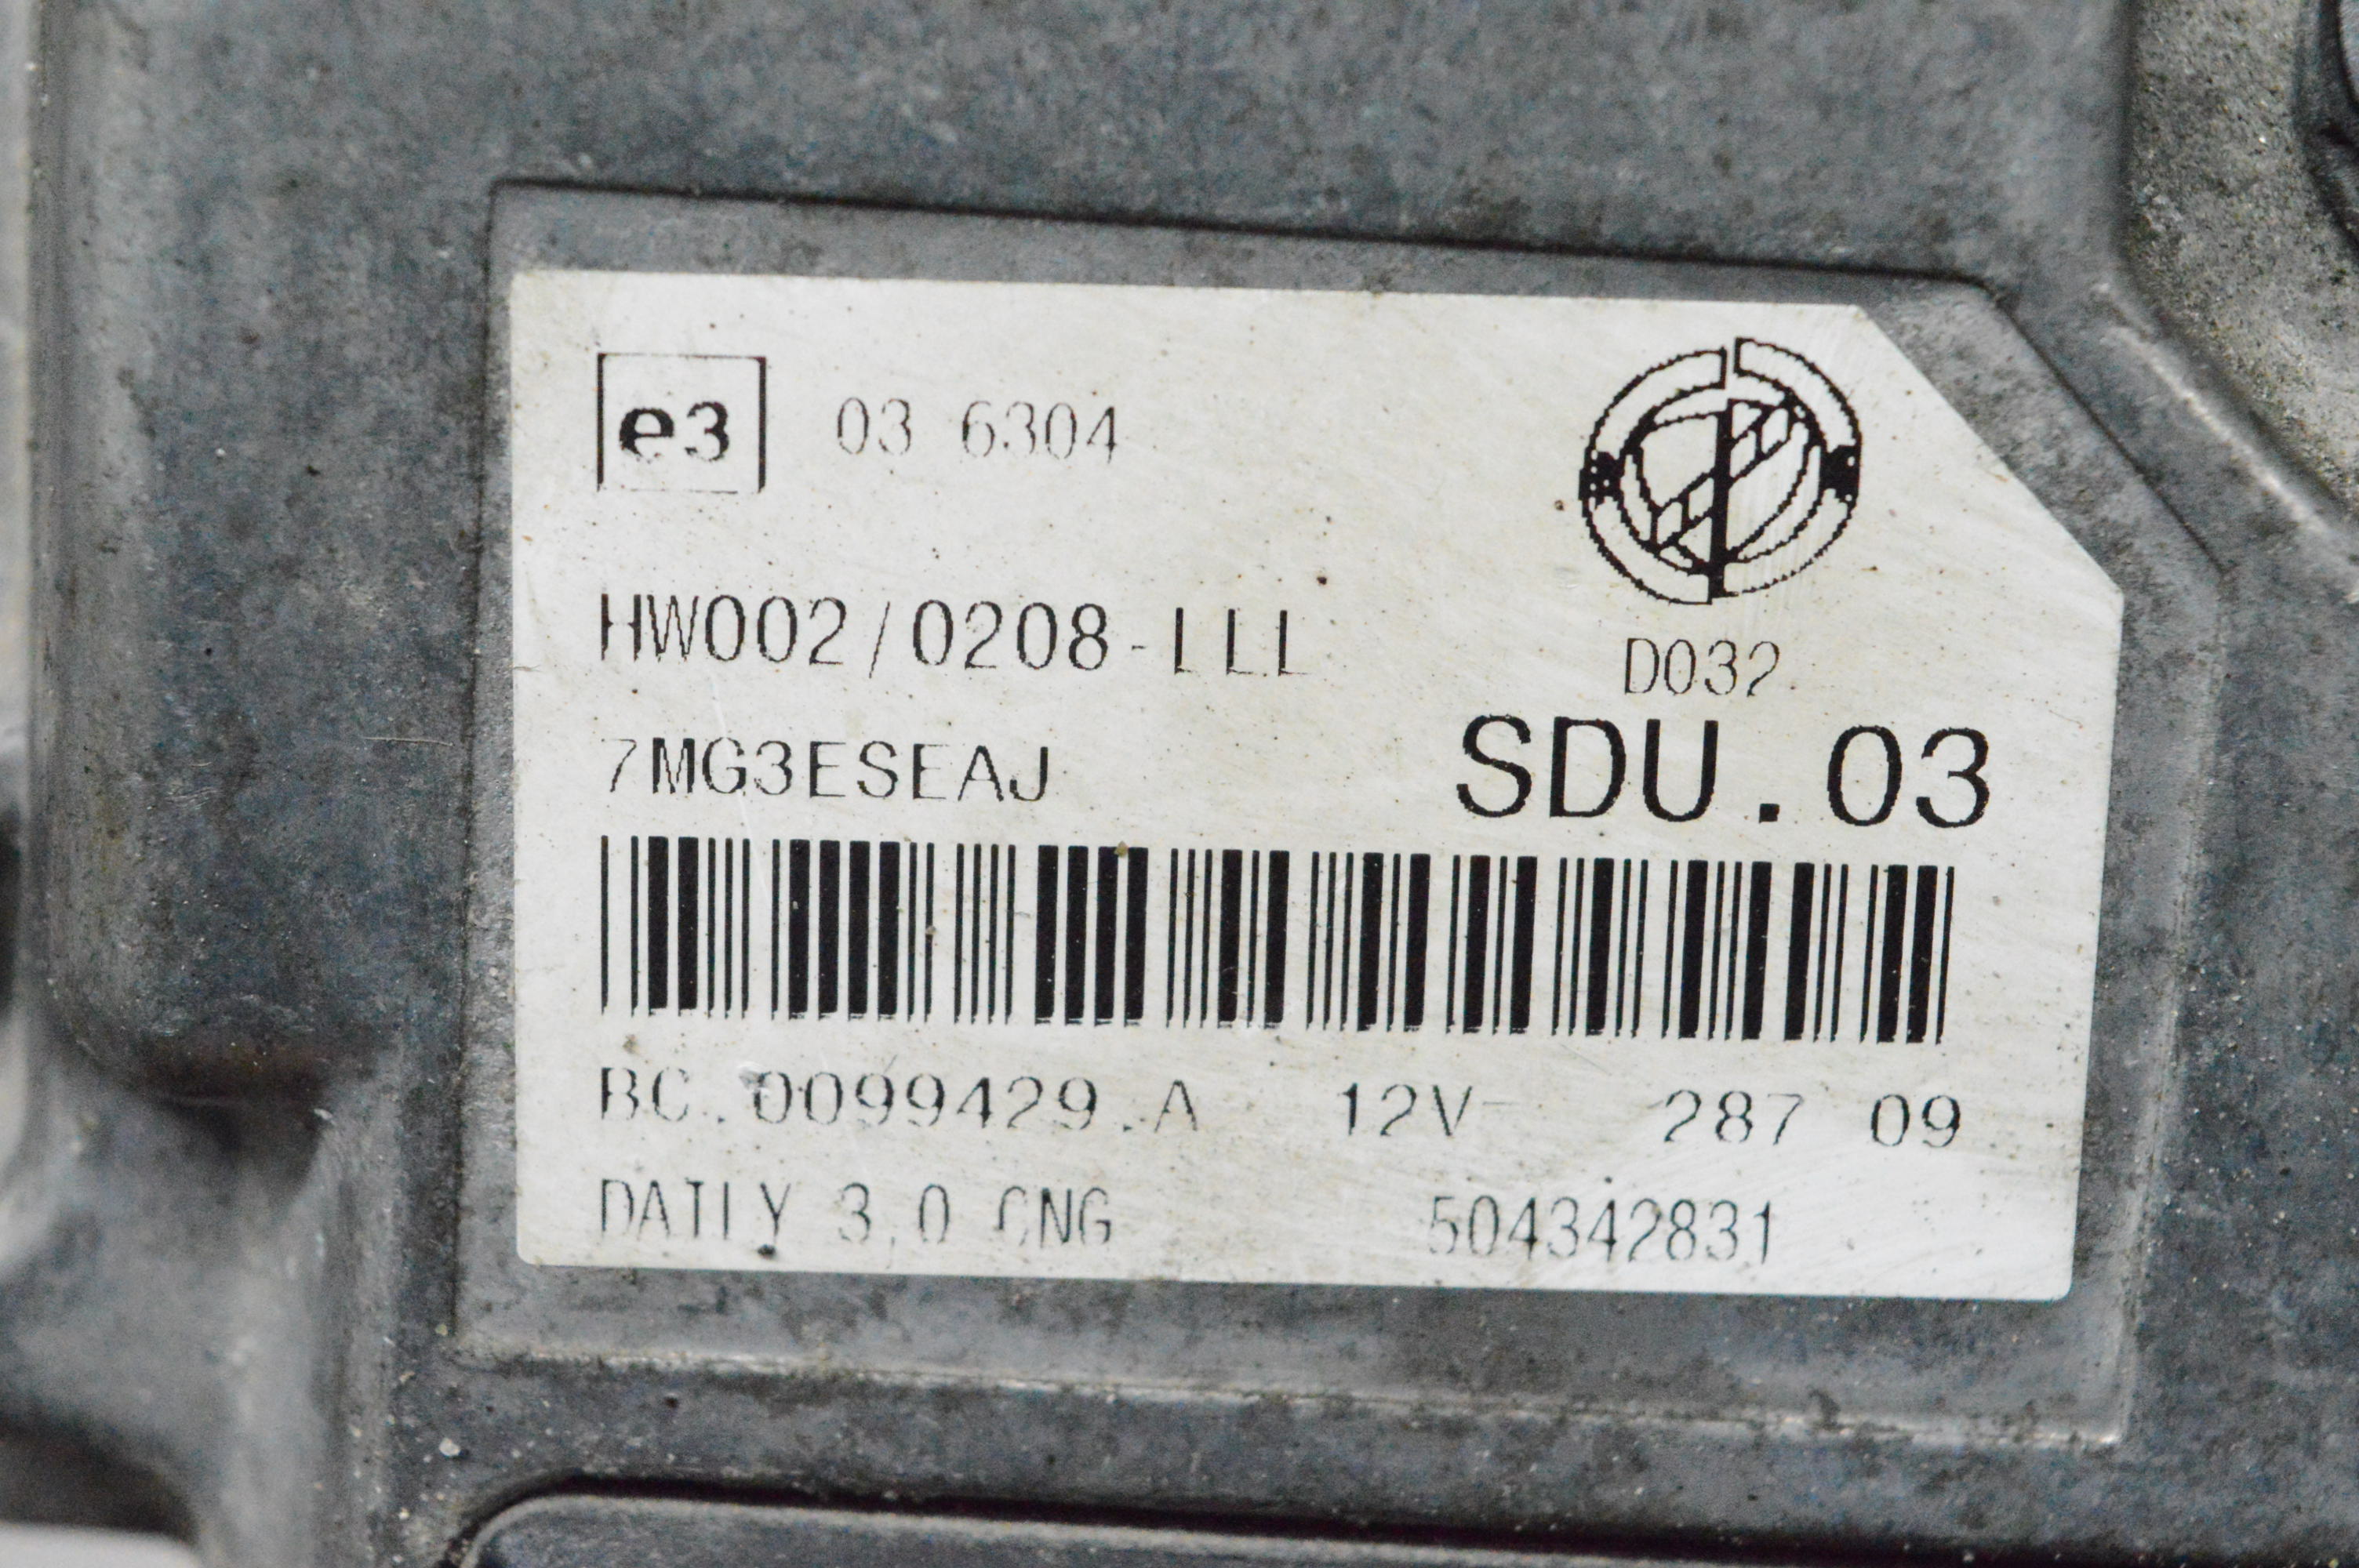 e3 03 6304
HW002/0208-LLL
D032
7MG3ESEAJ
SDU.03
BC.0099429.A 12V 287 09
DAILY 3,0 CNG 504342831